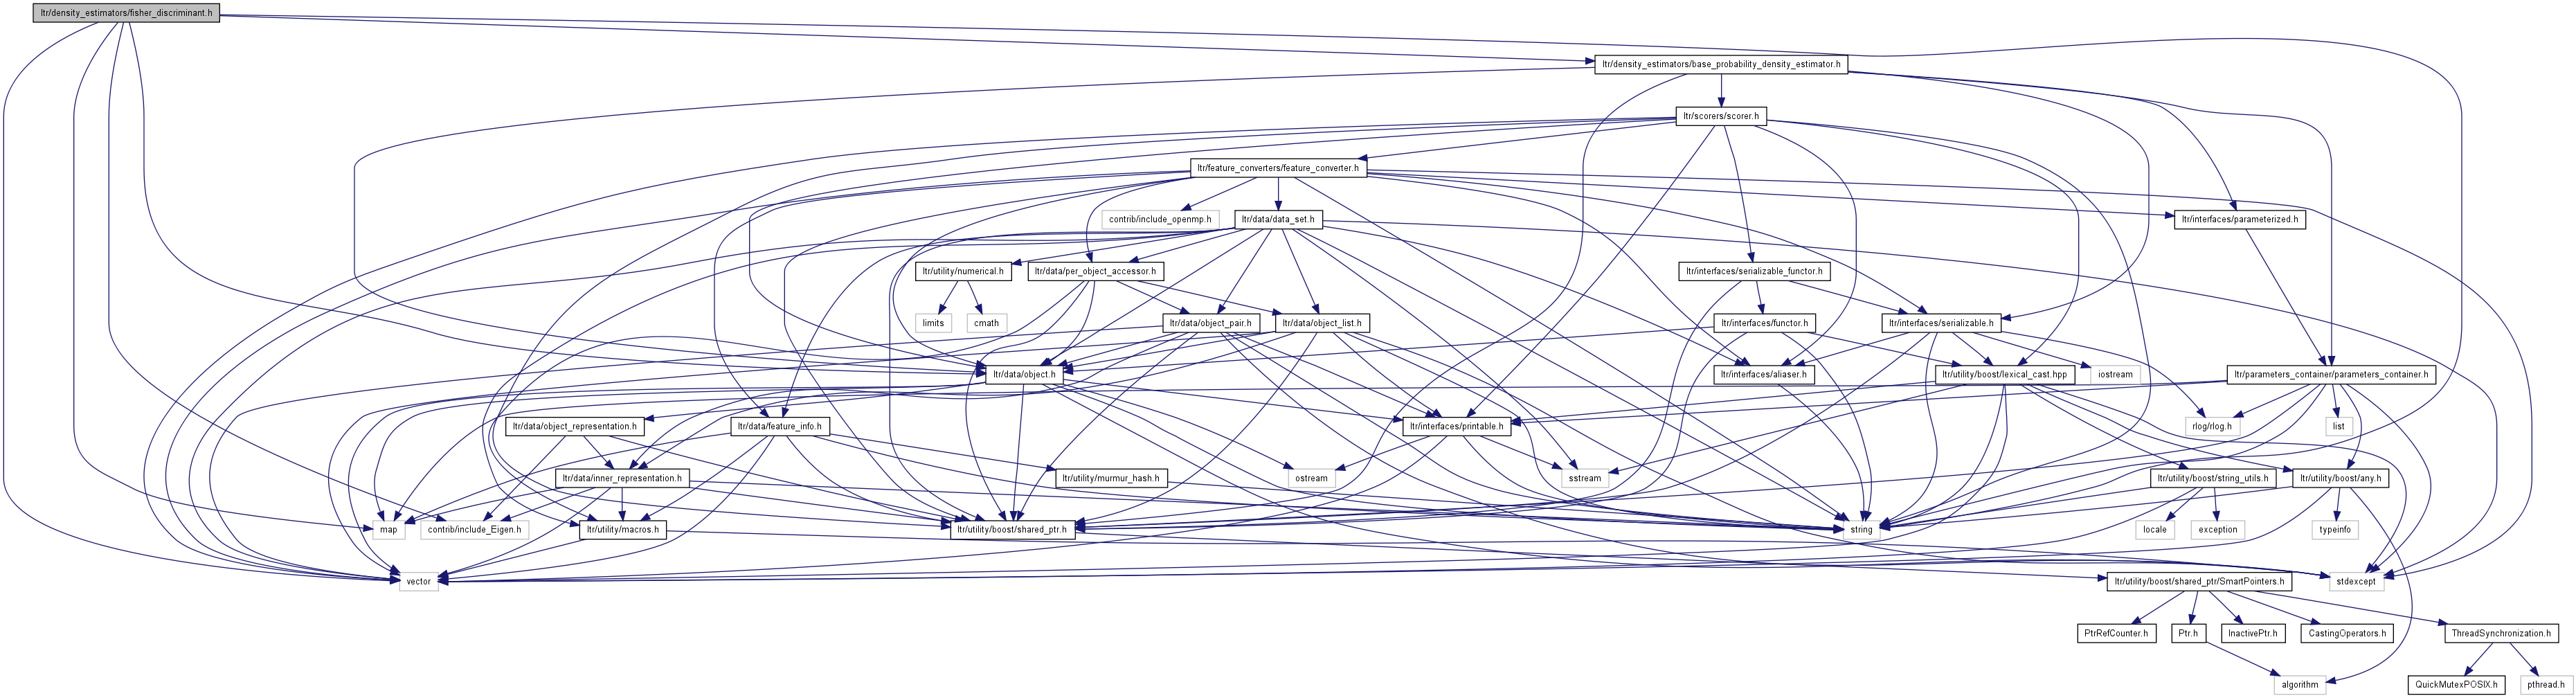 ltr/density_estimators/fisher_discriminant.h
ltr/density_estimators/base_probability_density_estimator.h
ltr/scorers/scorer.h
ltr/feature_converters/feature_converter.h
contrib/include_openmp.h
ltr/data/data_set.h
ltr/interfaces/parameterized.h
ltr/utility/numerical.h
ltr/data/per_object_accessor.h
ltr/interfaces/serializable_functor.h
limits
cmath
ltr/data/object_pair.h
ltr/data/object_list.h
ltr/interfaces/functor.h
ltr/interfaces/serializable.h
ltr/data/object.h
ltr/interfaces/aliaser.h
ltr/utility/boost/lexical_cast.hpp
iostream
ltr/parameters_container/parameters_container.h
ltr/data/object_representation.h
ltr/data/feature_info.h
ltr/interfaces/printable.h
rlog/rlog.h
list
ltr/data/inner_representation.h
ltr/utility/murmur_hash.h
ostream
sstream
ltr/utility/boost/string_utils.h
ltr/utility/boost/any.h
map
contrib/include_Eigen.h
ltr/utility/macros.h
ltr/utility/boost/shared_ptr.h
string
locale
exception
typeinfo
vector
ltr/utility/boost/shared_ptr/SmartPointers.h
stdexcept
PtrRefCounter.h
Ptr.h
InactivePtr.h
CastingOperators.h
ThreadSynchronization.h
algorithm
QuickMutexPOSIX.h
pthread.h